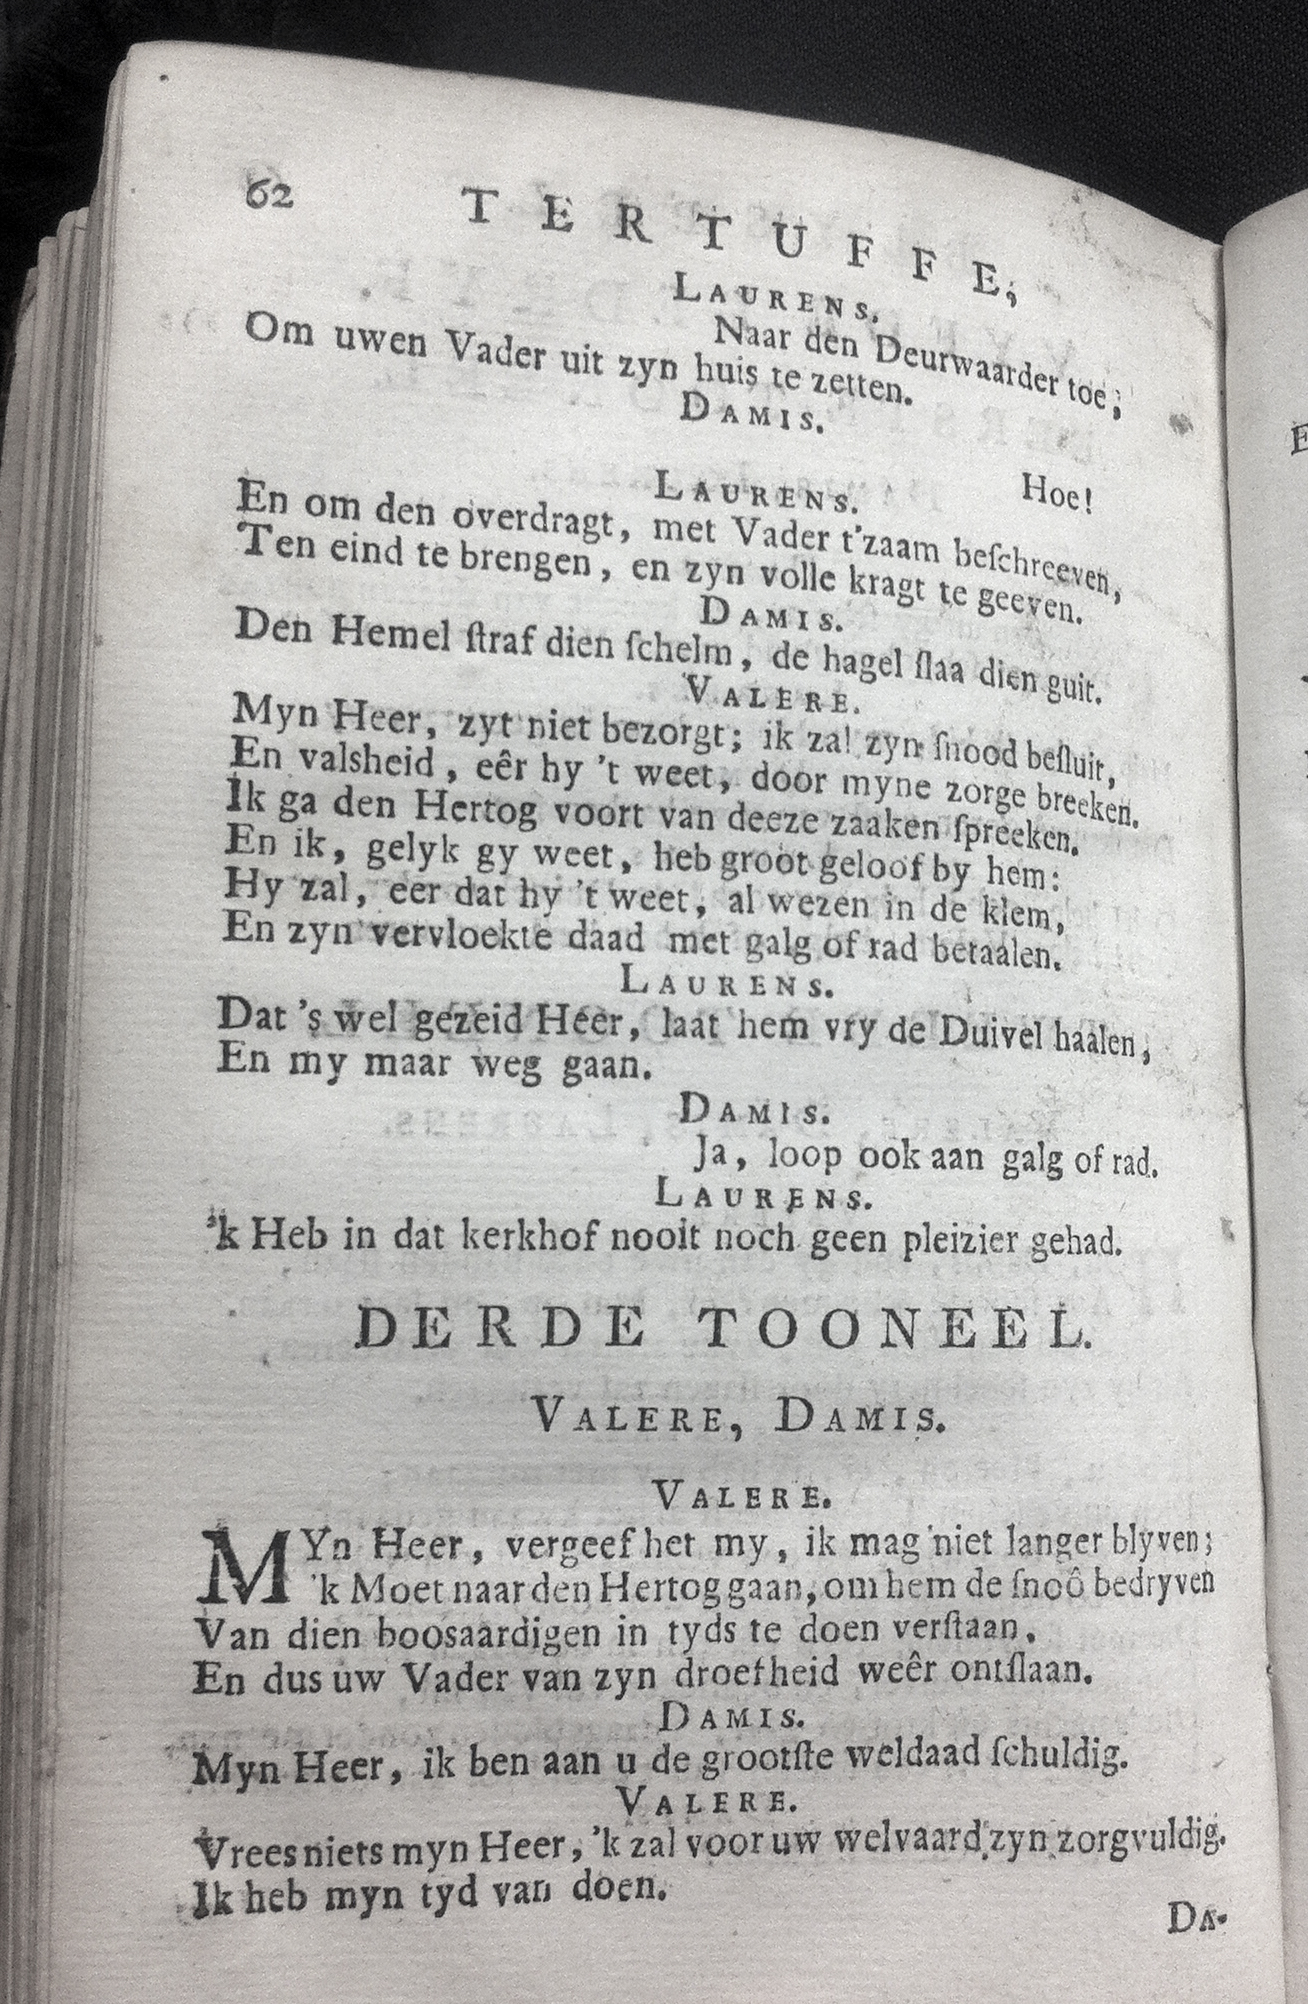 62 TERTUFFE,
LAURENS.
Naar den Deurwaarder toe;
Om uwen Vader uit zyn huis te zetten.
DAMIS.
Hoe!
LAURENS.
En om den overdragt, met Vader t'zaam beſchreeven,
Ten eind te brengen, en zyn volle kragt te geeven.
DAMIS.
Den Hemel ſtraf dien ſchelm, de hagel ſlaa dien guit.
VALERE.
Myn Heer, zyt niet bezorgt; ik zal zyn ſnood beſluit,
En valsheid, eêr hy 't weet, door myne zorge breeken.
Ik ga den Hertog voort van deeze zaaken ſpreeken.
En ik, gelyk gy weet, heb groot geloof by hem:
Hy zal, eer dat hy 't weet, al wezen in de klem,
En zyn vervloekte daad met galg of rad betaalen.
LAURENS.
Dat 's wel gezeid Heer, laat hem vry de Duivel haalen,
En my maar weg gaan.
DAMIS.
Ja, loop ook aan galg of rad.
LAURENS.
'k Heb in dat kerkhof nooit noch geen pleizier gehad.
DERDE TOONEEL.
VALERE, DAMIS.
VALERE.
MYn Heer, vergeef het my, ik mag niet langer blyven;
'k Moet naar den Hertog gaan, om hem de ſnoô bedryven
Van dien boosaardigen in tyds te doen verſtaan,
En dus uw Vader van zyn droefheid weêr ontſlaan.
DAMIS.
Myn Heer, ik ben aan u de grootſte weldaad ſchuldig.
VALERE.
Vrees niets myn Heer, 'k zal voor uw welvaard zyn zorgvuldig.
Ik heb myn tyd van doen.
DA-